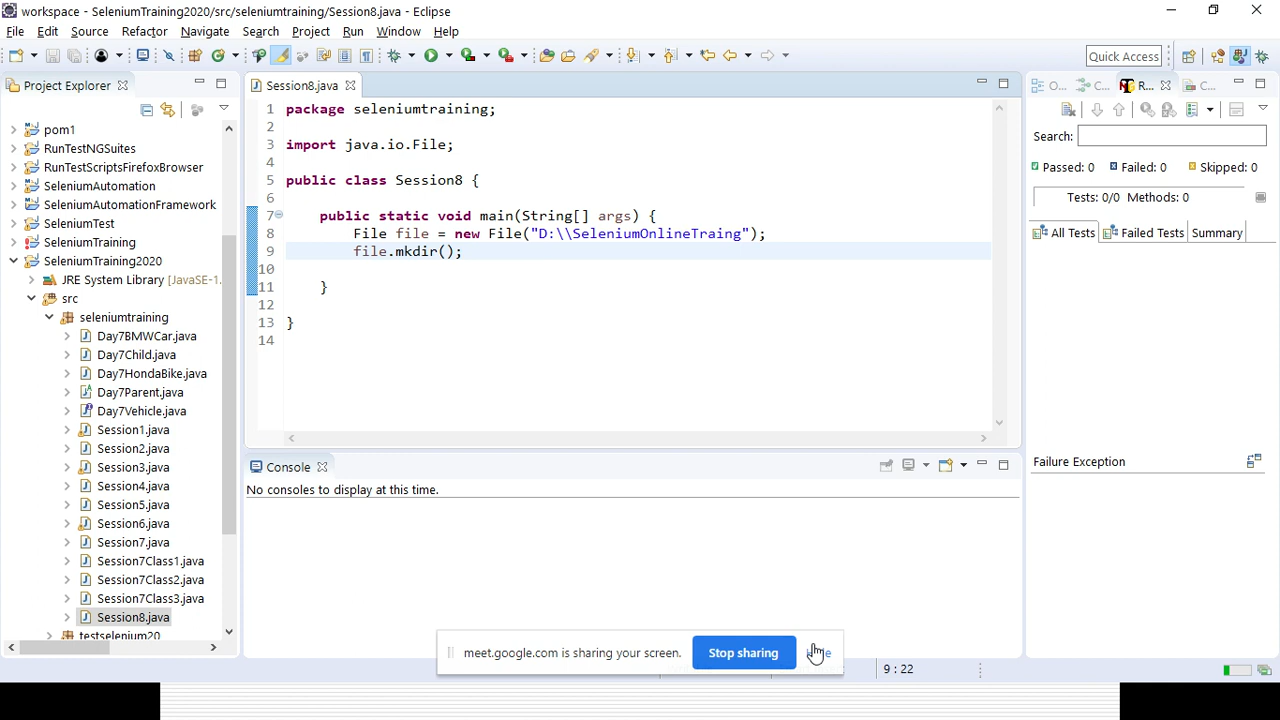 workspace - SeleniumTraining2020/src/seleniumtraining/Session8.java - Eclipse
File Edit Source Refactor Navigate Search Project Run Window Help
Quick Access
Project Explorer
pom1
RunTestNGSuites
RunTestScriptsFirefoxBrowser
SeleniumAutomation
SeleniumAutomationFramework
SeleniumTest
SeleniumTraining
SeleniumTraining2020
JRE System Library [JavaSE-1.
src
seleniumtraining
Day7BMWCar.java
Day7Child.java
Day7HondaBike.java
Day7Parent.java
Day7Vehicle.java
Session1.java
Session2.java
Session3.java
Session4.java
Session5.java
Session6.java
Session7.java
Session7Class1.java
Session7Class2.java
Session7Class3.java
Session8.java
testselenium20
Session8.java
1 package seleniumtraining;
2
3 import java.io.File;
4
5 public class Session8 {
6
7 public static void main(String[] args) {
8 File file = new File("D:\\SeleniumOnlineTraing");
9 file.mkdir();
10
11 }
12
13 }
14
Console
No consoles to display at this time.
O... C... R... C...
Search:
Passed: 0 Failed: 0 Skipped: 0
Tests: 0/0 Methods: 0
All Tests Failed Tests Summary
Failure Exception
meet.google.com is sharing your screen. Stop sharing
9 : 22